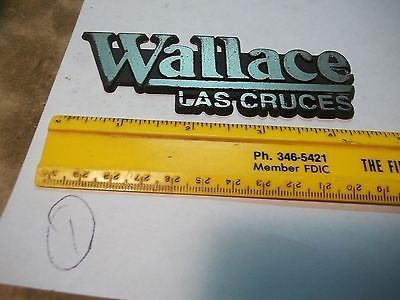 Wallace
LAS CRUCES
Ph. 346-5421
Member FDIC
THE FI
1